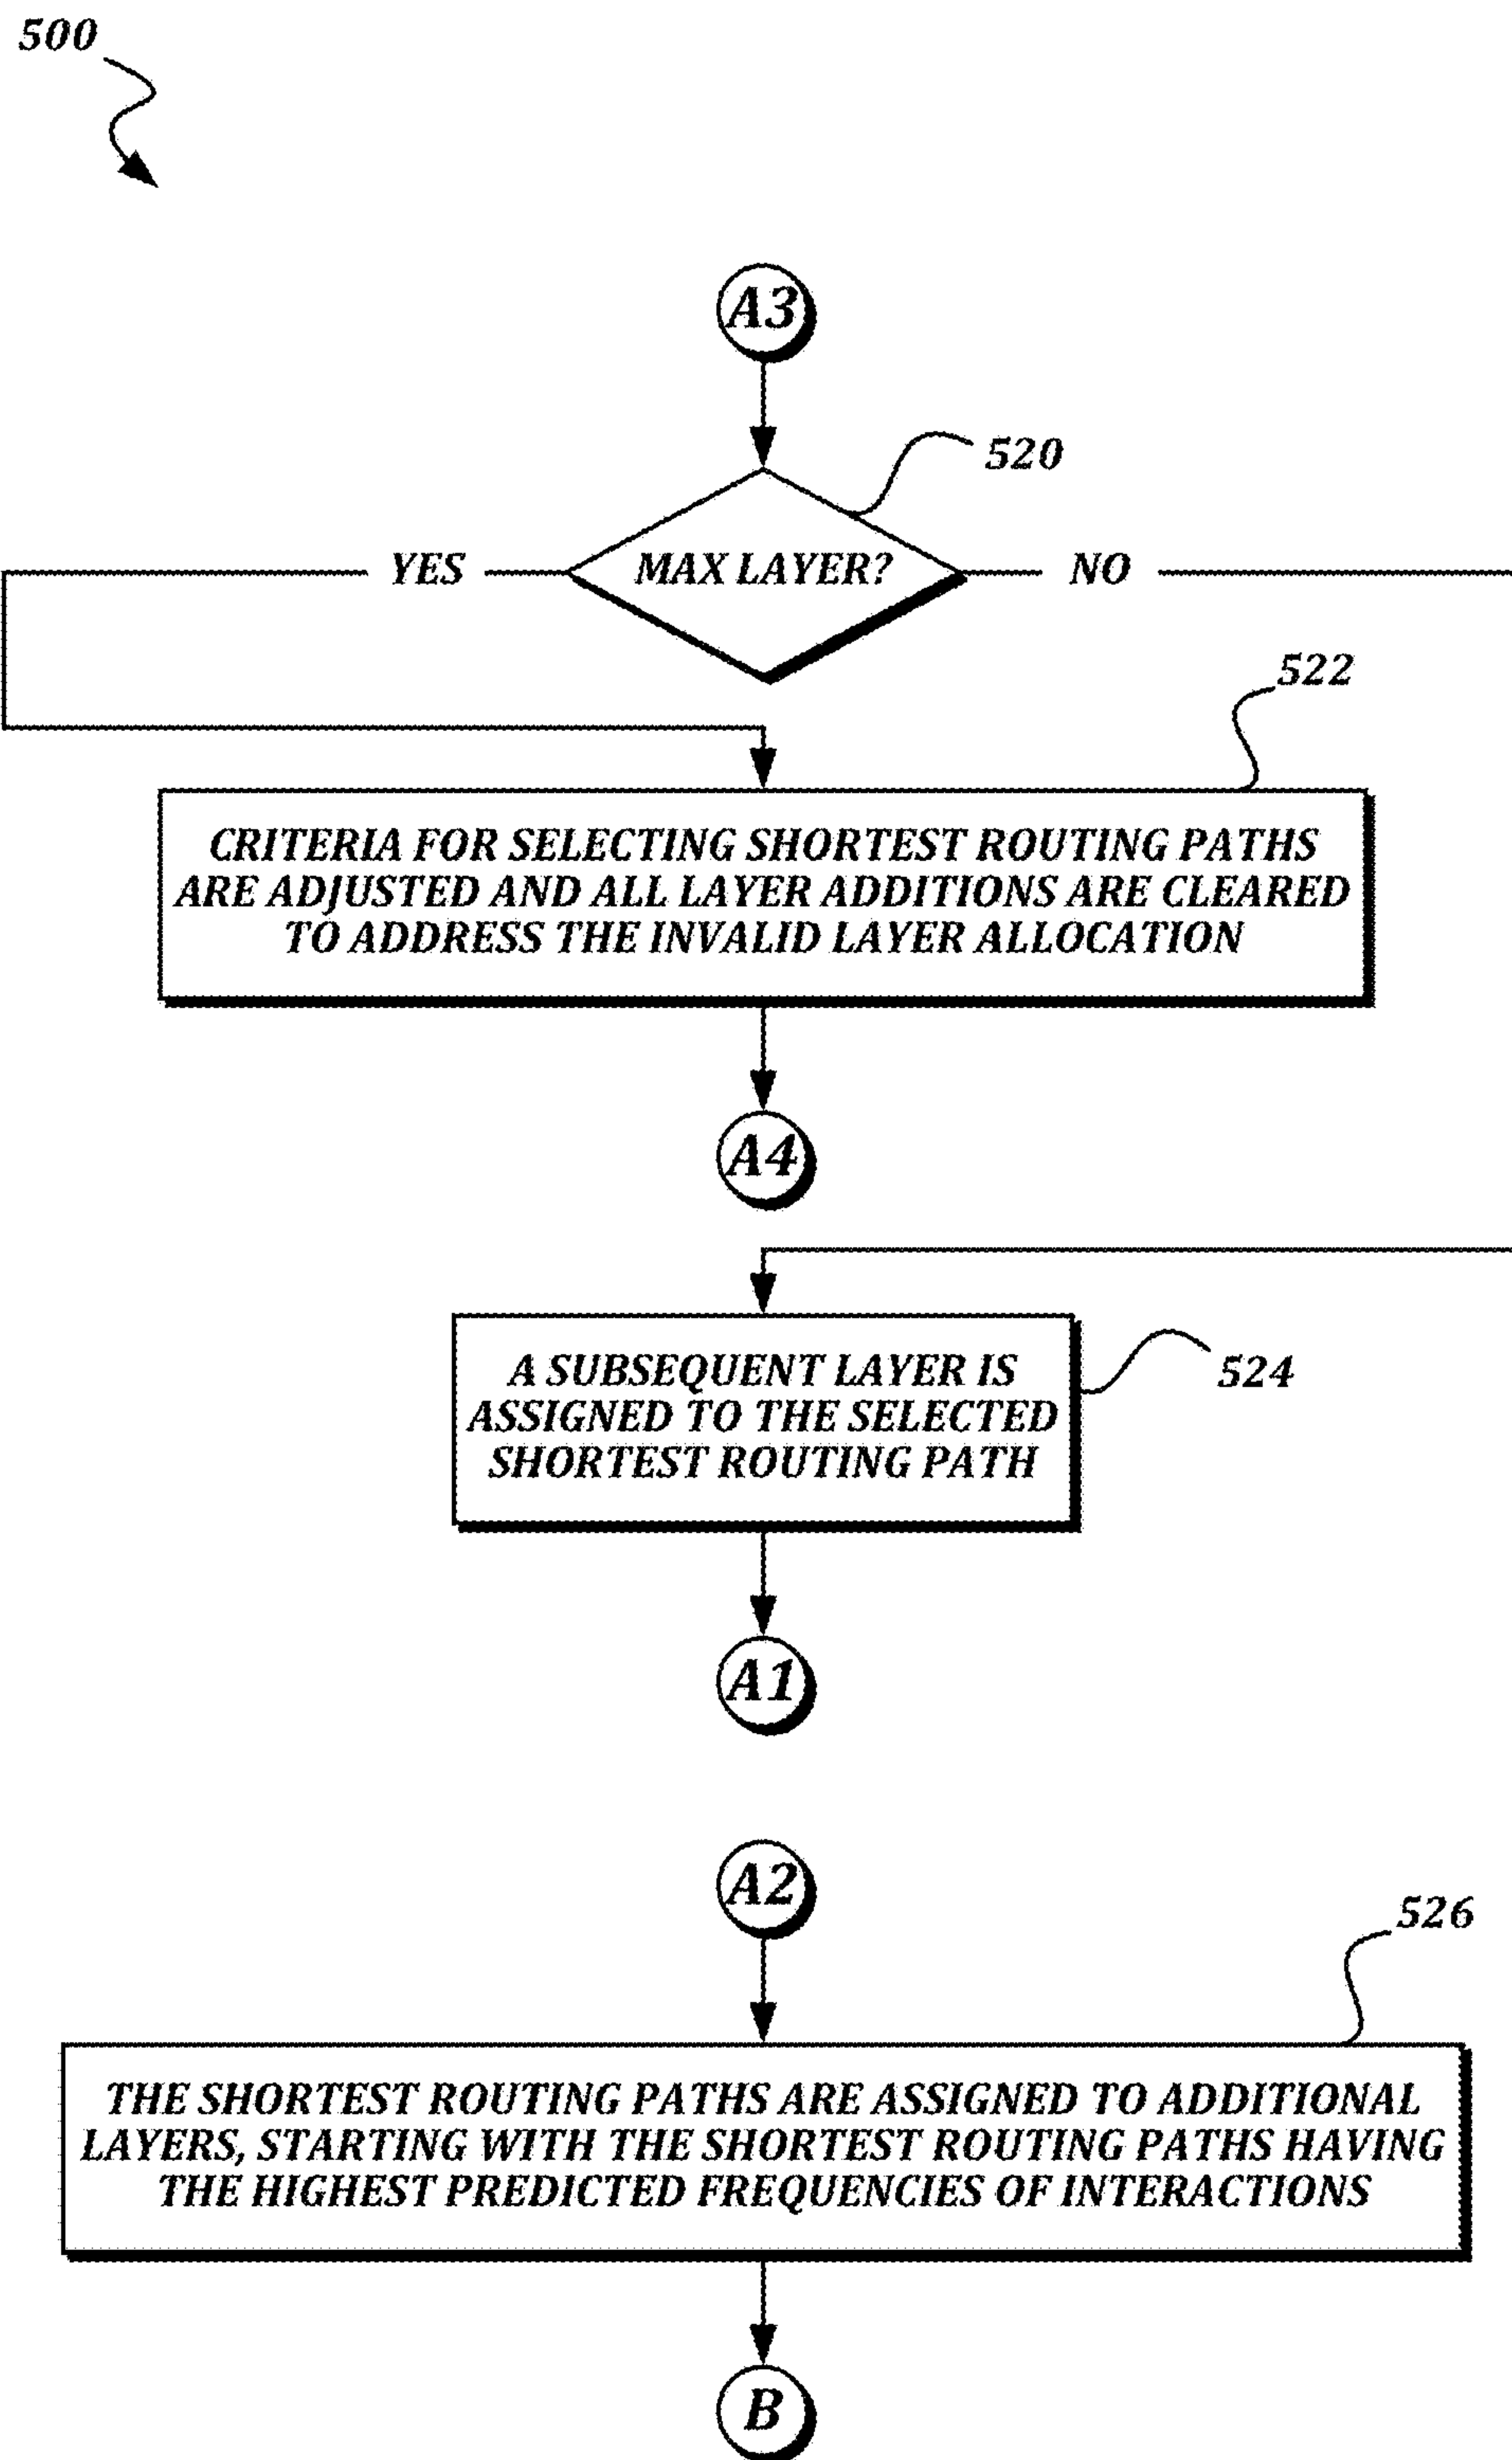 500
A3
520
YES
MAX LAYER?
NO
522
CRITERIA FOR SELECTING SHORTEST ROUTING PATHS
ARE ADJUSTED AND ALL LAYER ADDITIONS ARE CLEARED
TO ADDRESS THE INVALID LAYER ALLOCATION
A4
A SUBSEQUENT LAYER IS
ASSIGNED TO THE SELECTED
SHORTEST ROUTING PATH
524
A1
A2
526
THE SHORTEST ROUTING PATHS ARE ASSIGNED TO ADDITIONAL
LAYERS, STARTING WITH THE SHORTEST ROUTING PATHS HAVING
THE HIGHEST PREDICTED FREQUENCIES OF INTERACTIONS
B